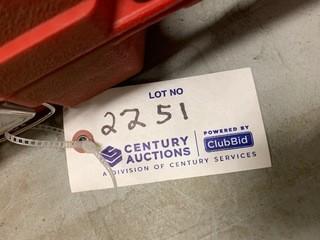 LOT NO
2251
CENTURY AUCTIONS
POWERED BY
ClubBid
A DIVISION OF CENTURY SERVICES